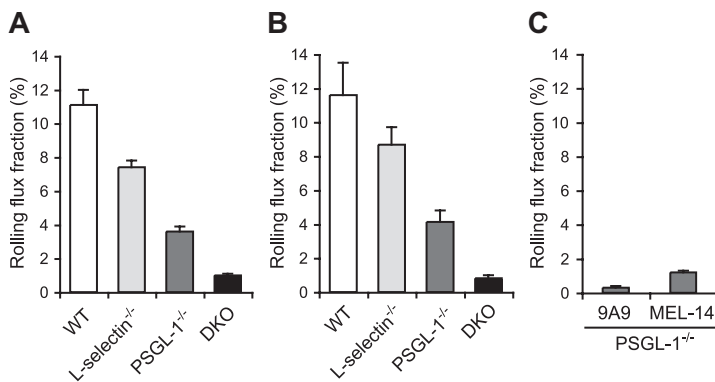 A
Rolling flux fraction (%)
14
12
10
8
6
4
2
0
WT
L-selectin-/-
PSGL-1-/-
DKO
B
Rolling flux fraction (%)
14
12
10
8
6
4
2
0
WT
L-selectin-/-
PSGL-1-/-
DKO
C
Rolling flux fraction (%)
14
12
10
8
6
4
2
0
9A9 MEL-14
PSGL-1-/-